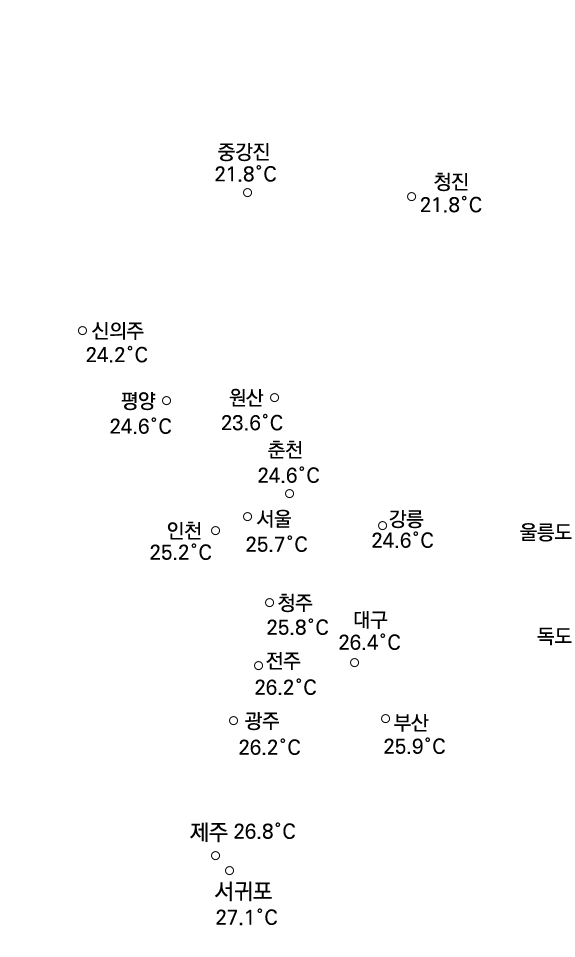 중강진
21.8°C
청진
21.8°C
신의주
24.2°C
평양
24.6°C
원산
23.6°C
춘천
24.6°C
인천
25.2°C
서울
25.7°C
강릉
24.6°C
울릉도
청주
25.8°C
대구
26.4°C
독도
전주
26.2°C
광주
26.2°C
부산
25.9°C
제주 26.8°C
서귀포
27.1°C